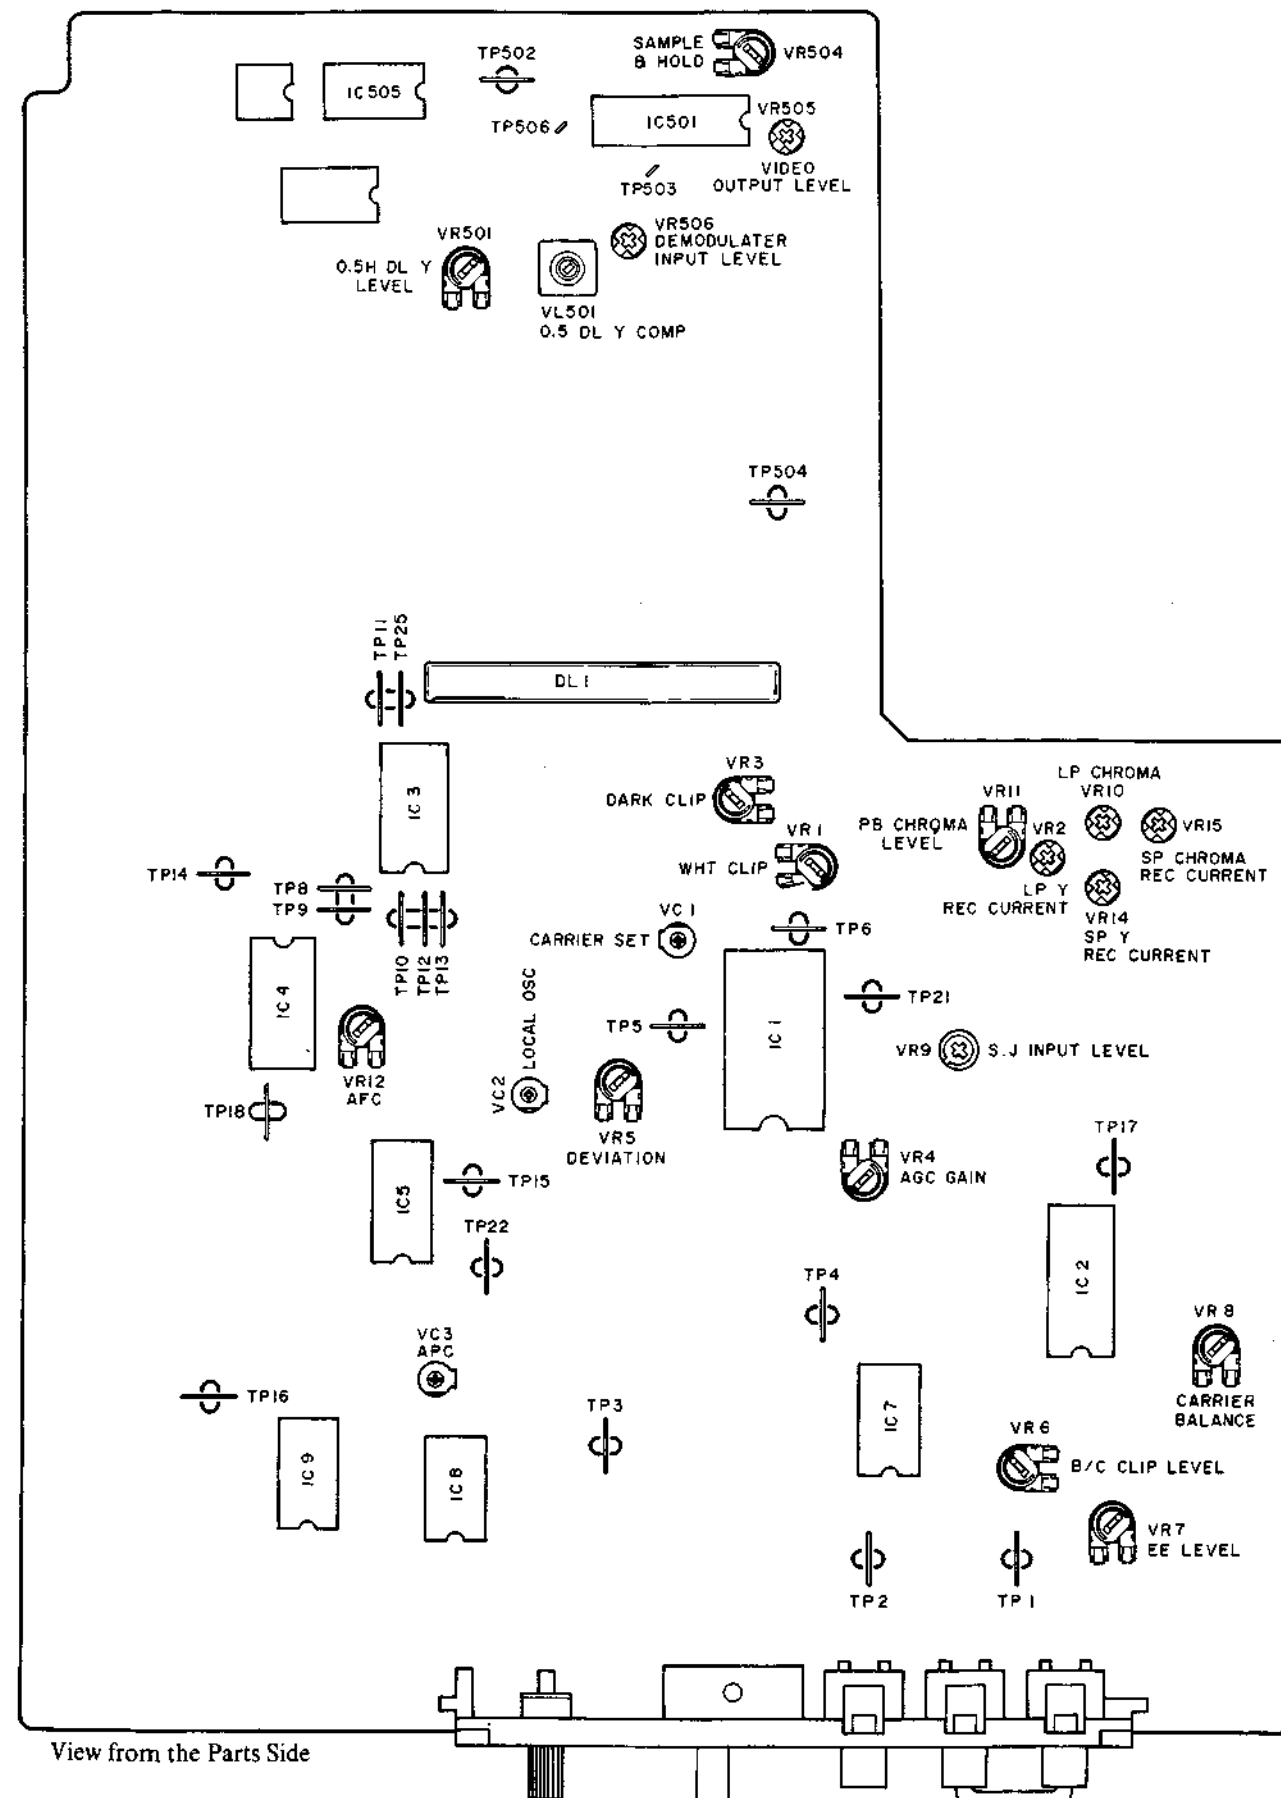 SAMPLE
& HOLD
VR504
TP502
IC505
TP506
IC501
VR505
VIDEO
OUTPUT LEVEL
TP503
VR506
DEMODULATER
INPUT LEVEL
VR501
0.5H DL Y
LEVEL
VL501
0.5 DL Y COMP
TP504
TP11
TP25
DL1
IC3
VR3
DARK CLIP
VR1
WHT CLIP
LP CHROMA
VR10
VR11
PB CHROMA
LEVEL
VR2
VR15
SP CHROMA
REC CURRENT
LP Y
REC CURRENT
VR14
SP Y
REC CURRENT
TP14
TP8
TP9
TP10
TP12
TP13
VC1
CARRIER SET
TP6
IC4
VR12
AFC
LOCAL OSC
VC2
TP5
IC1
TP21
VR9
S.J INPUT LEVEL
TP18
VR5
DEVIATION
VR4
AGC GAIN
TP17
IC5
TP15
TP22
IC2
TP4
VR8
CARRIER
BALANCE
VC3
APC
TP16
TP3
IC7
VR6
B/C CLIP LEVEL
IC9
IC8
VR7
EE LEVEL
TP2
TP1
View from the Parts Side